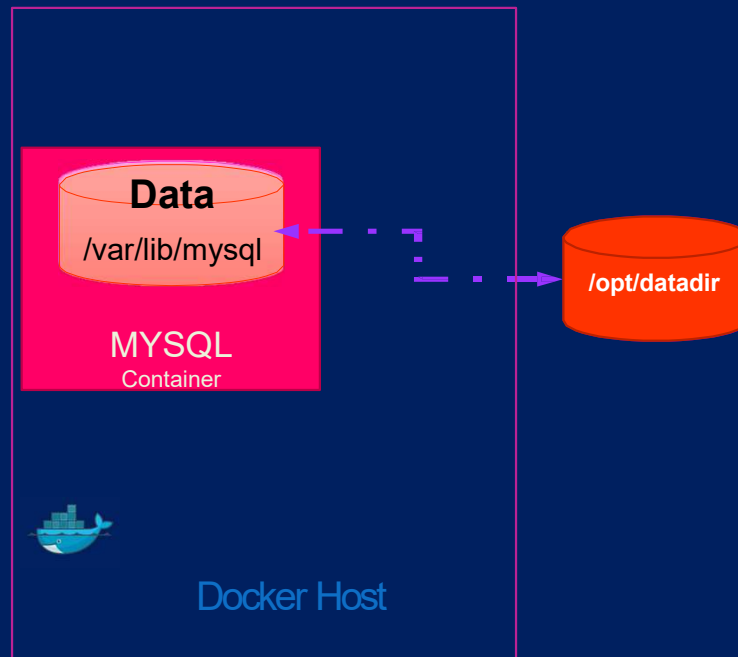 Data
/var/lib/mysql
/opt/datadir
MYSQL
Container
Docker Host